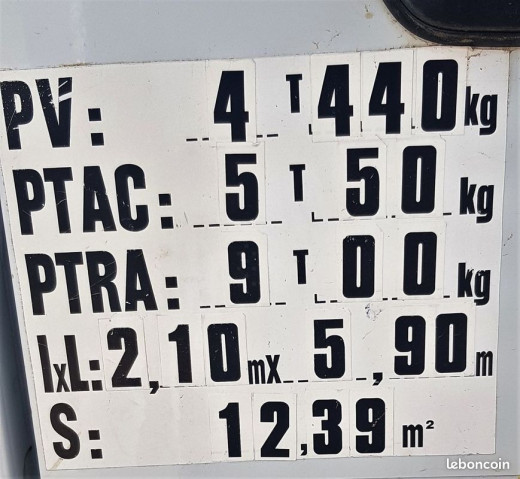 PV: 4 T 440 kg
PTAC: 5 T 50 kg
PTRA: 9 T 00 kg
lxL: 2,10 mx 5,90 m
S: 12,39 m²
leboncoin